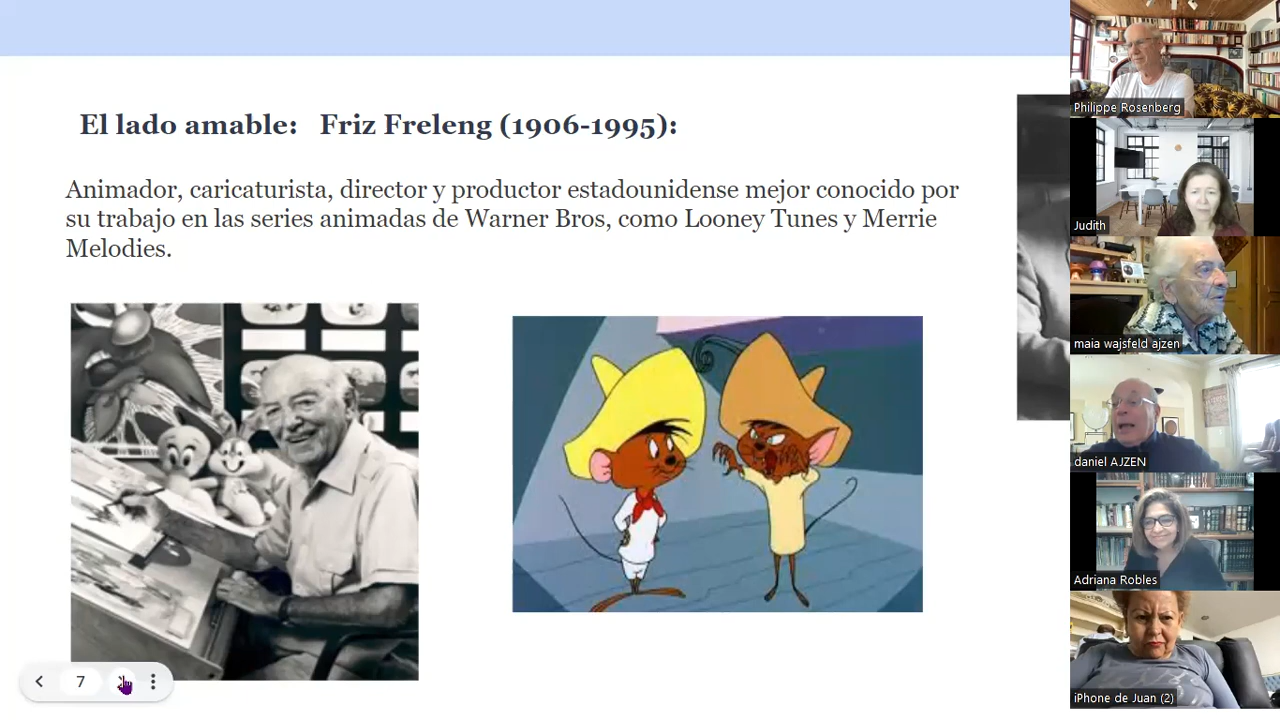 El lado amable: Friz Freleng (1906-1995):
Animador, caricaturista, director y productor estadounidense mejor conocido por
su trabajo en las series animadas de Warner Bros, como Looney Tunes y Merrie
Melodies.
7
Philippe Rosenberg
Judith
maia wajsfeld ajzen
daniel AJZEN
Adriana Robles
iPhone de Juan (2)